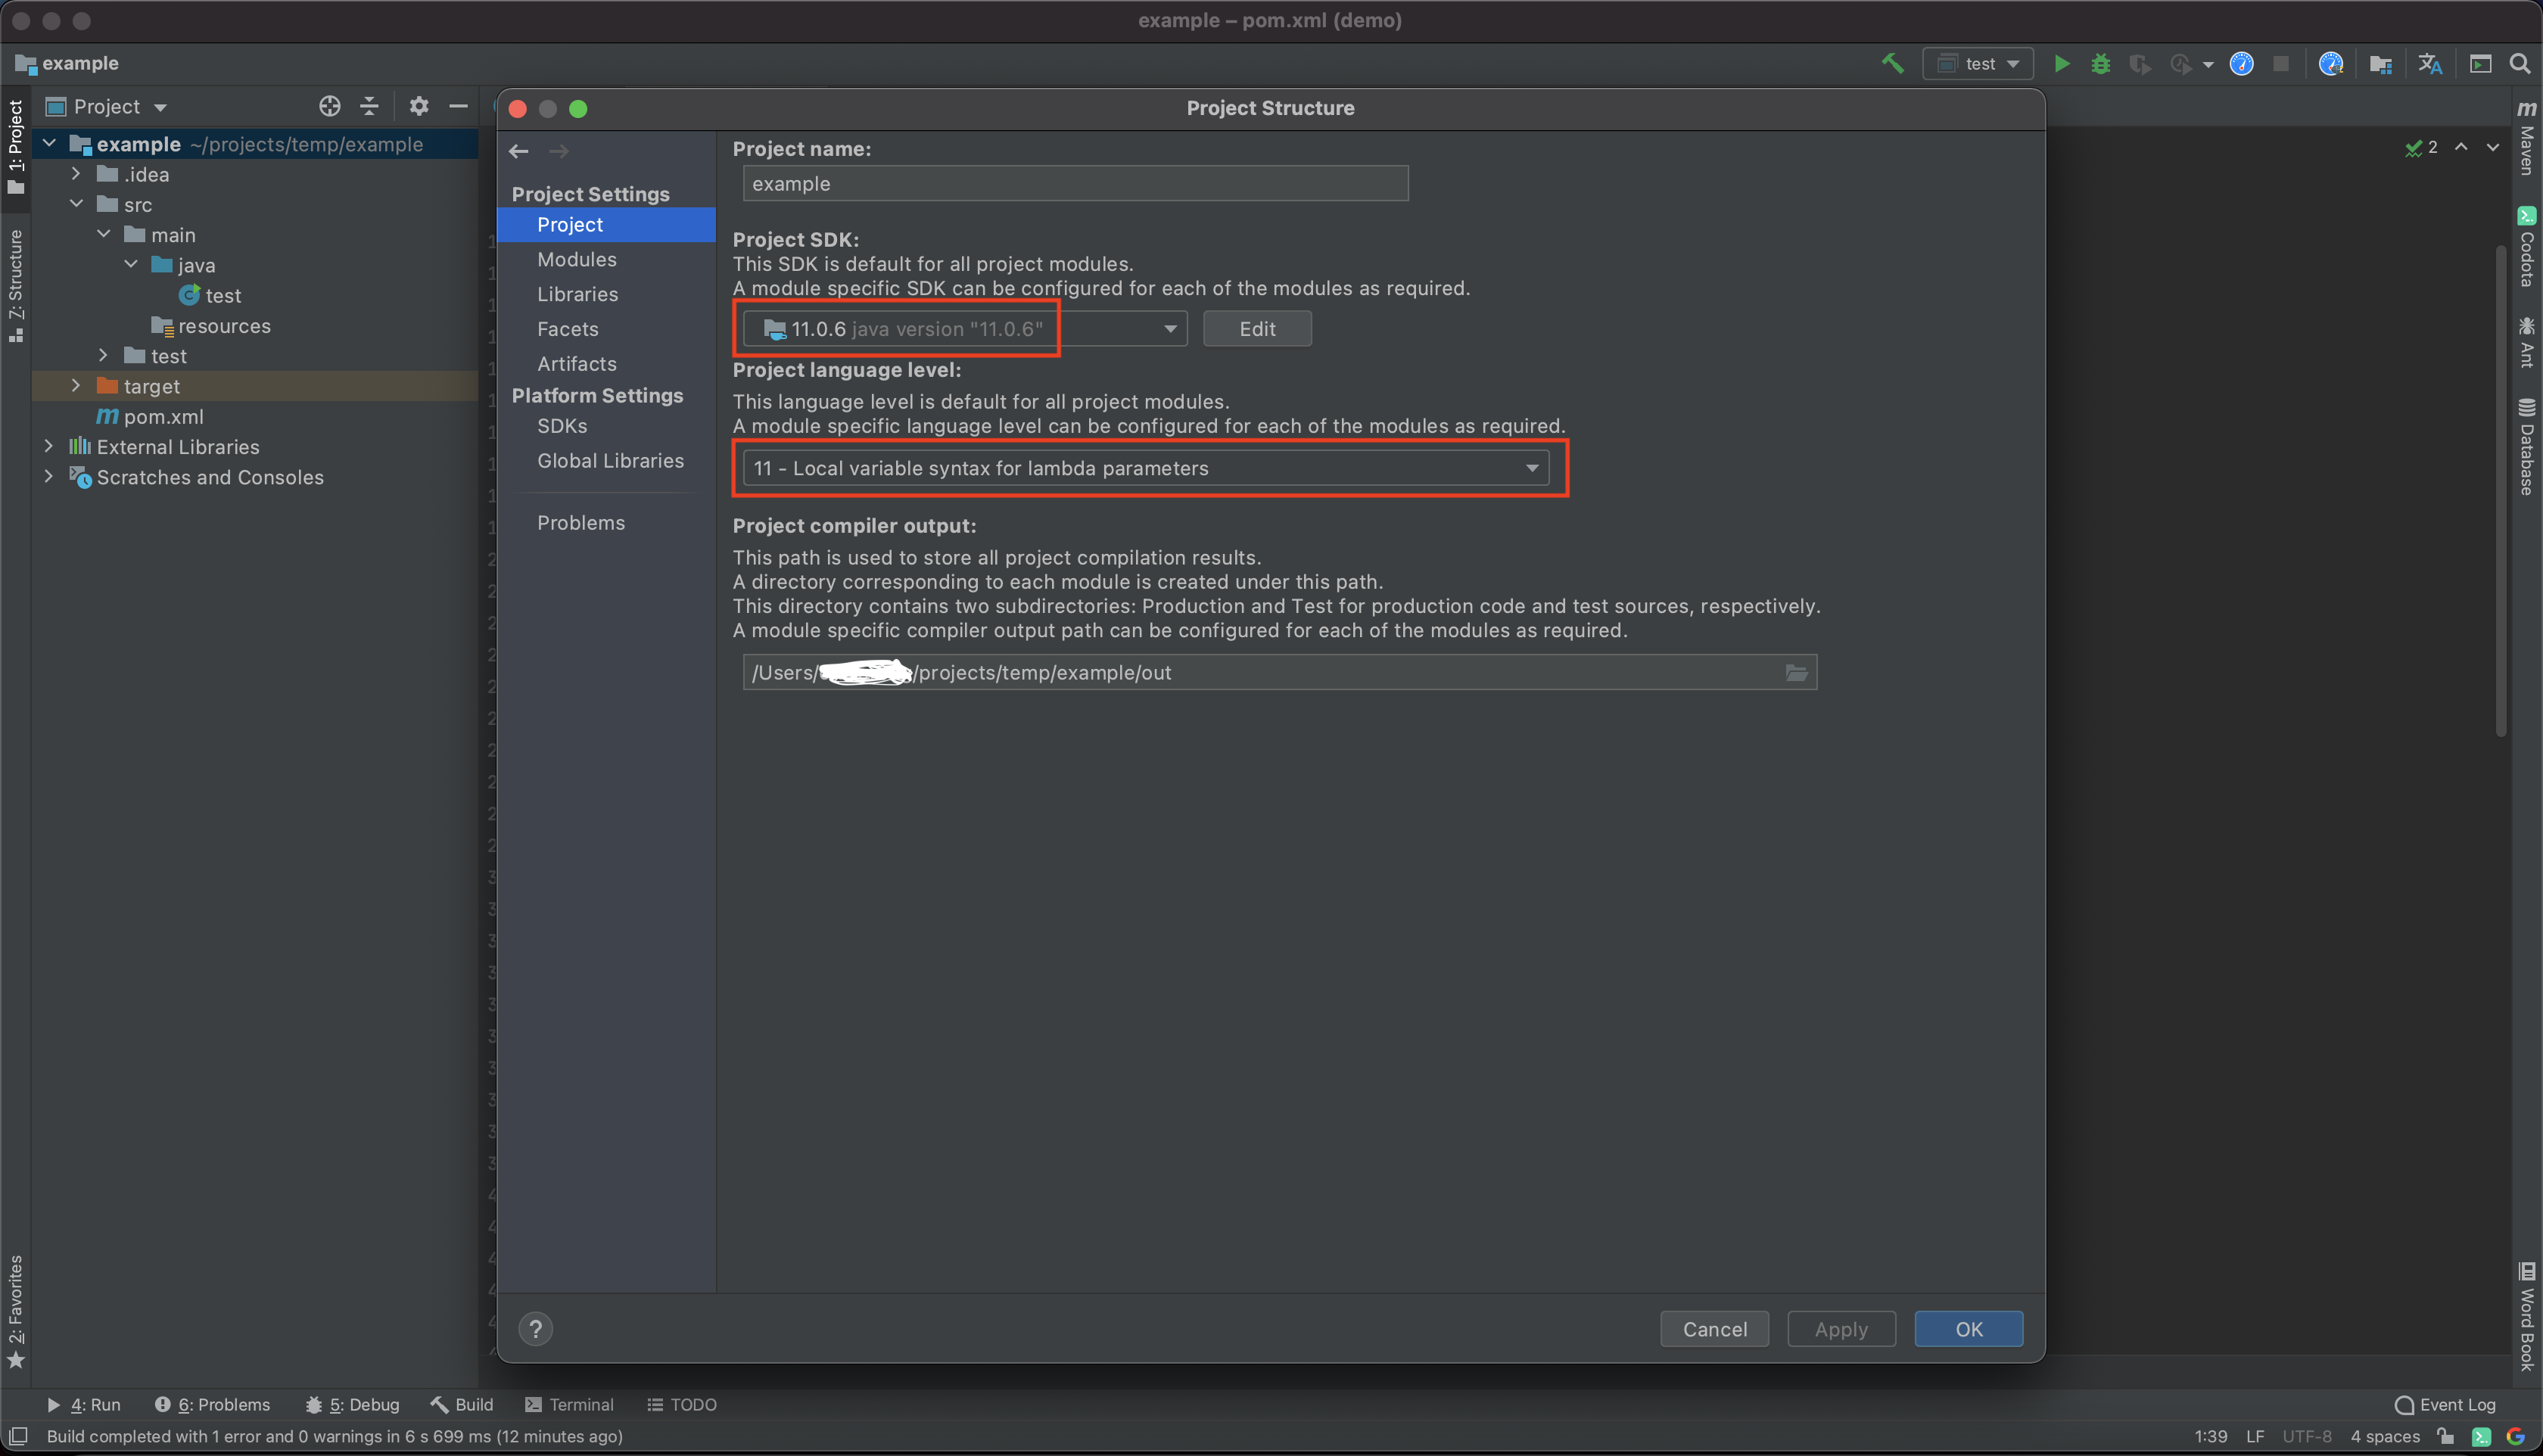 example – pom.xml (demo)
example
test
Project
example ~/projects/temp/example
.idea
src
main
java
test
resources
test
target
pom.xml
External Libraries
Scratches and Consoles
1: Project
7: Structure
2: Favorites
Project Structure
Project Settings
Project
Modules
Libraries
Facets
Artifacts
Platform Settings
SDKs
Global Libraries
Problems
Project name:
example
Project SDK:
This SDK is default for all project modules.
A module specific SDK can be configured for each of the modules as required.
11.0.6 java version "11.0.6"
Edit
Project language level:
This language level is default for all project modules.
A module specific language level can be configured for each of the modules as required.
11 - Local variable syntax for lambda parameters
Project compiler output:
This path is used to store all project compilation results.
A directory corresponding to each module is created under this path.
This directory contains two subdirectories: Production and Test for production code and test sources, respectively.
A module specific compiler output path can be configured for each of the modules as required.
/Users/ /projects/temp/example/out
?
Cancel
Apply
OK
2
Maven
Codota
Ant
Database
Word Book
4: Run
6: Problems
5: Debug
Build
Terminal
TODO
Event Log
Build completed with 1 error and 0 warnings in 6 s 699 ms (12 minutes ago)
1:39
LF
UTF-8
4 spaces